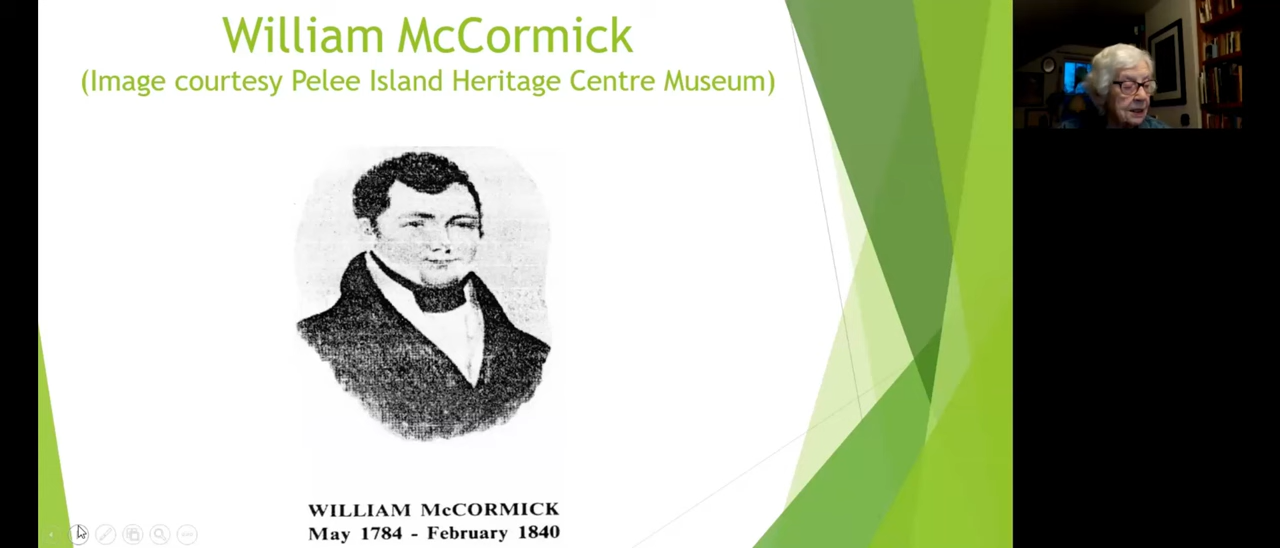 William McCormick
(Image courtesy Pelee Island Heritage Centre Museum)
WILLIAM McCORMICK
May 1784 - February 1840